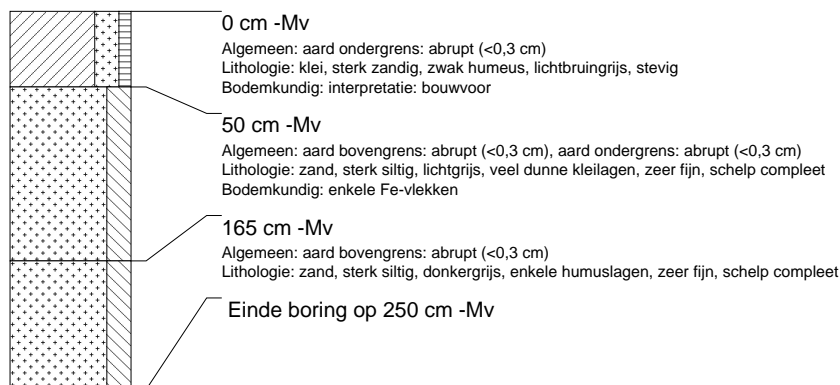 0 cm -Mv
Algemeen: aard ondergrens: abrupt (<0,3 cm)
Lithologie: klei, sterk zandig, zwak humeus, lichtbruingrijs, stevig
Bodemkundig: interpretatie: bouwvoor
50 cm -Mv
Algemeen: aard bovengrens: abrupt (<0,3 cm), aard ondergrens: abrupt (<0,3 cm)
Lithologie: zand, sterk siltig, lichtgrijs, veel dunne kleilagen, zeer fijn, schelp compleet
Bodemkundig: enkele Fe-vlekken
165 cm -Mv
Algemeen: aard bovengrens: abrupt (<0,3 cm)
Lithologie: zand, sterk siltig, donkergrijs, enkele humuslagen, zeer fijn, schelp compleet
Einde boring op 250 cm -Mv